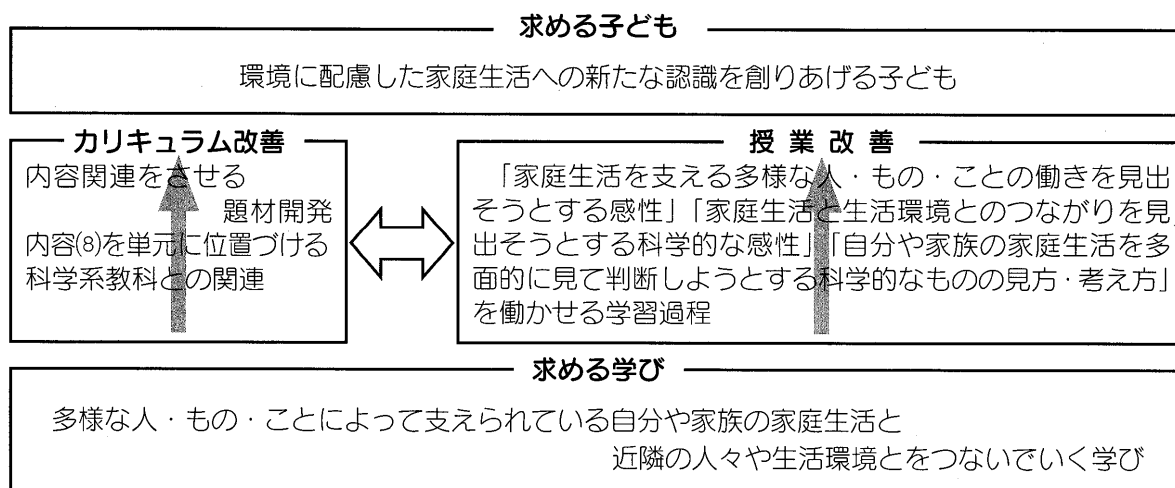 求める子ども
環境に配慮した家庭生活への新たな認識を創りあげる子ども
カリキュラム改善
内容関連をさせる
題材開発
内容⑻を単元に位置づける
科学系教科との関連
授業改善
「家庭生活を支える多様な人・もの・ことの働きを見出
そうとする感性」「家庭生活と生活環境とのつながりを見
出そうとする科学的な感性」「自分や家族の家庭生活を多
面的に見て判断しようとする科学的なものの見方・考え方」
を働かせる学習過程
求める学び
多様な人・もの・ことによって支えられている自分や家族の家庭生活と
近隣の人々や生活環境とをつないでいく学び